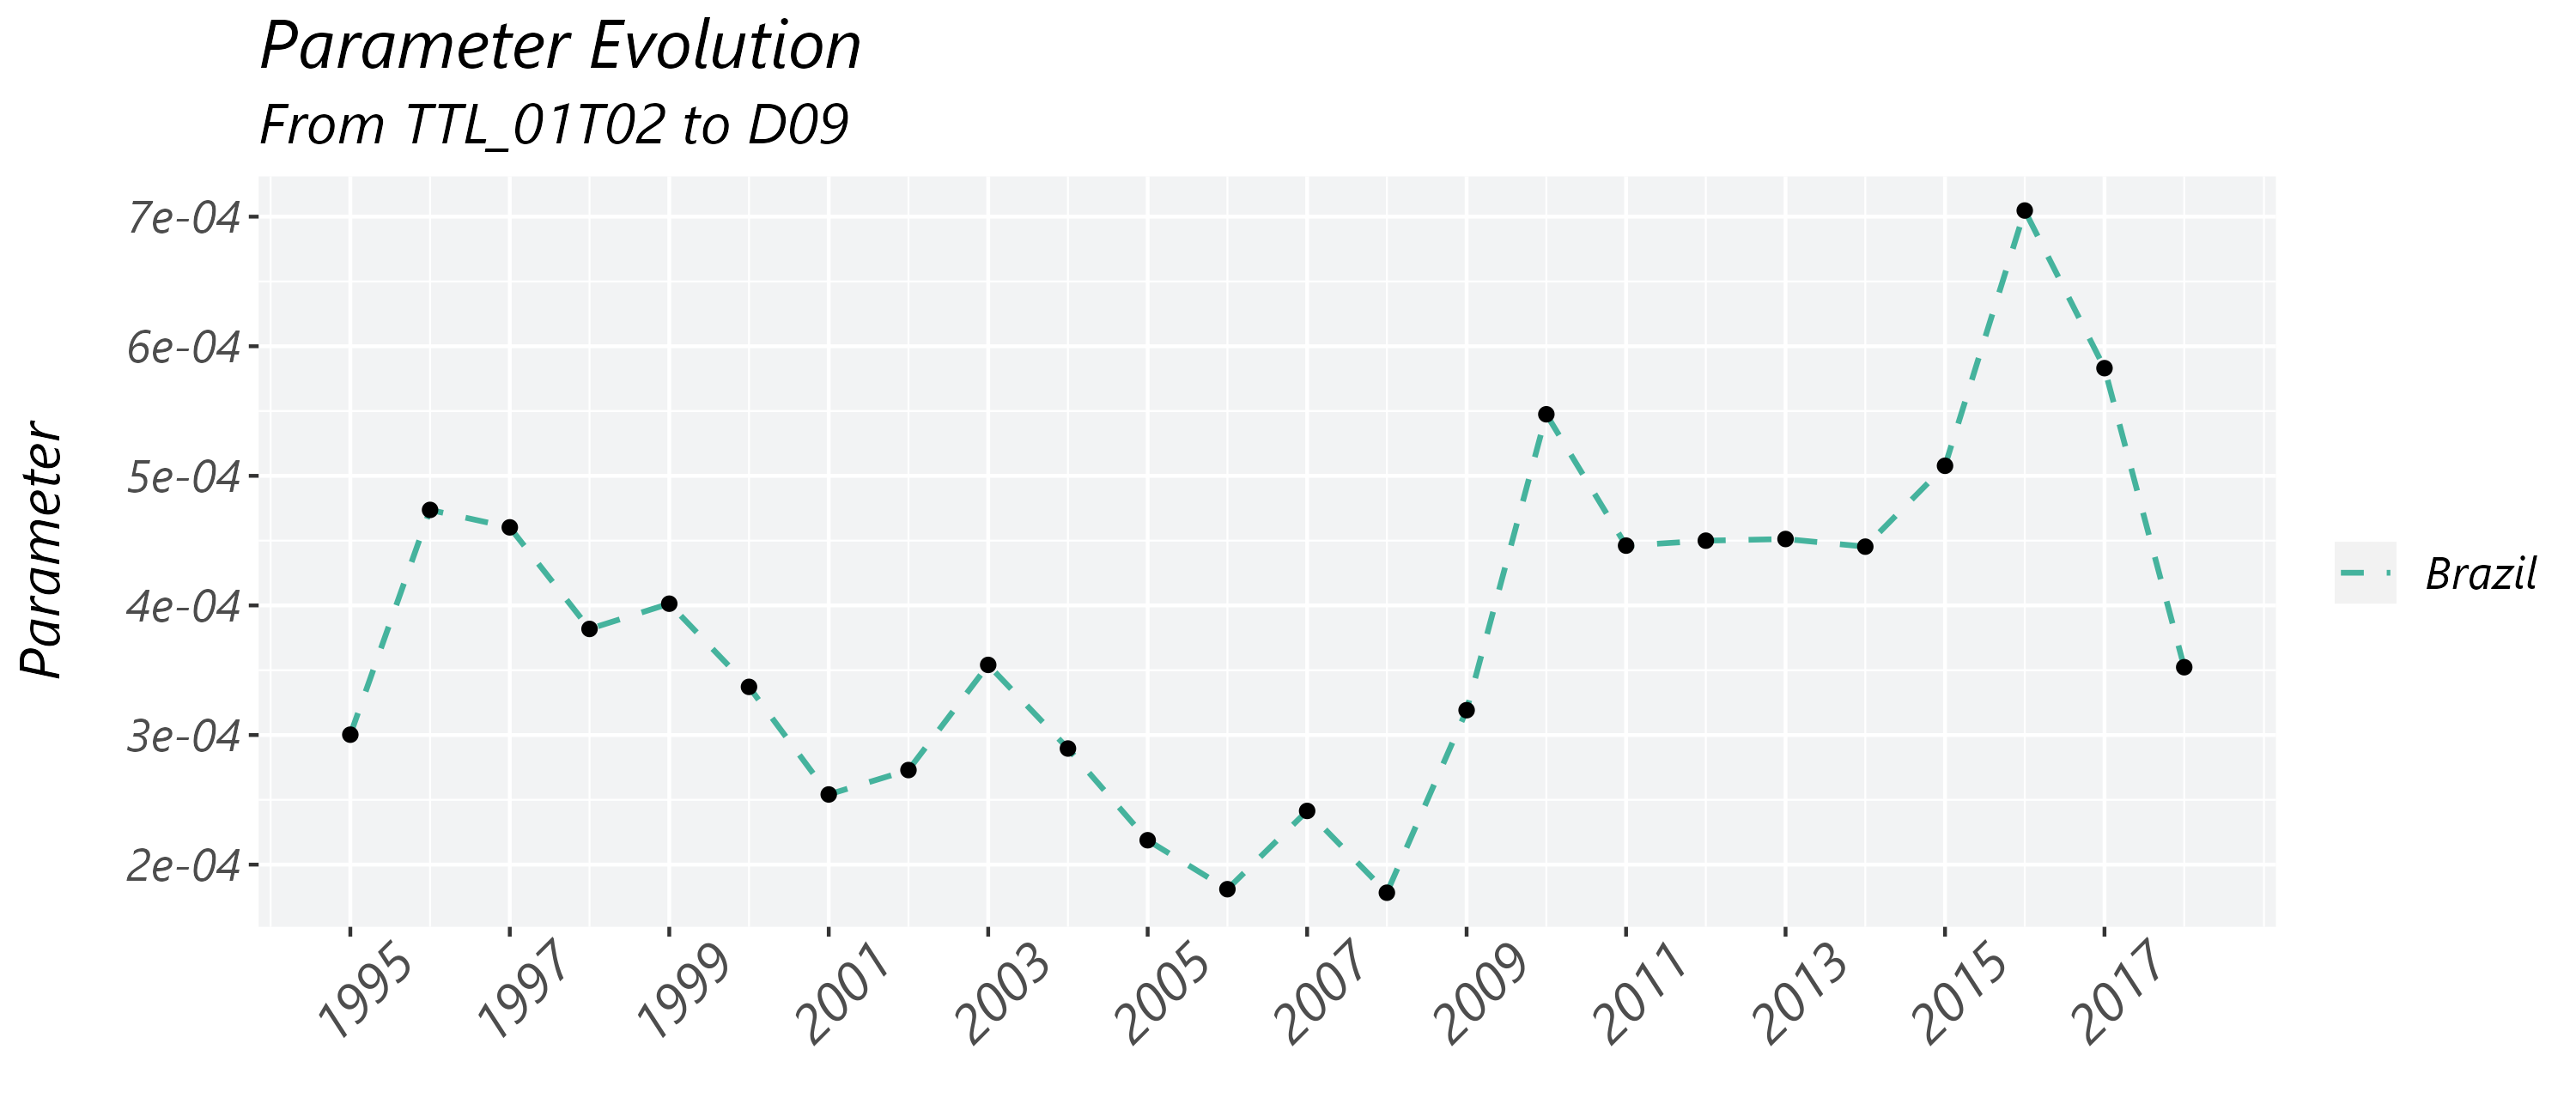 Parameter Evolution
From TTL_01T02 to D09
Parameter
7e-04
6e-04
5e-04
4e-04
3e-04
2e-04
1995 1997 1999 2001 2003 2005 2007 2009 2011 2013 2015 2017
Brazil